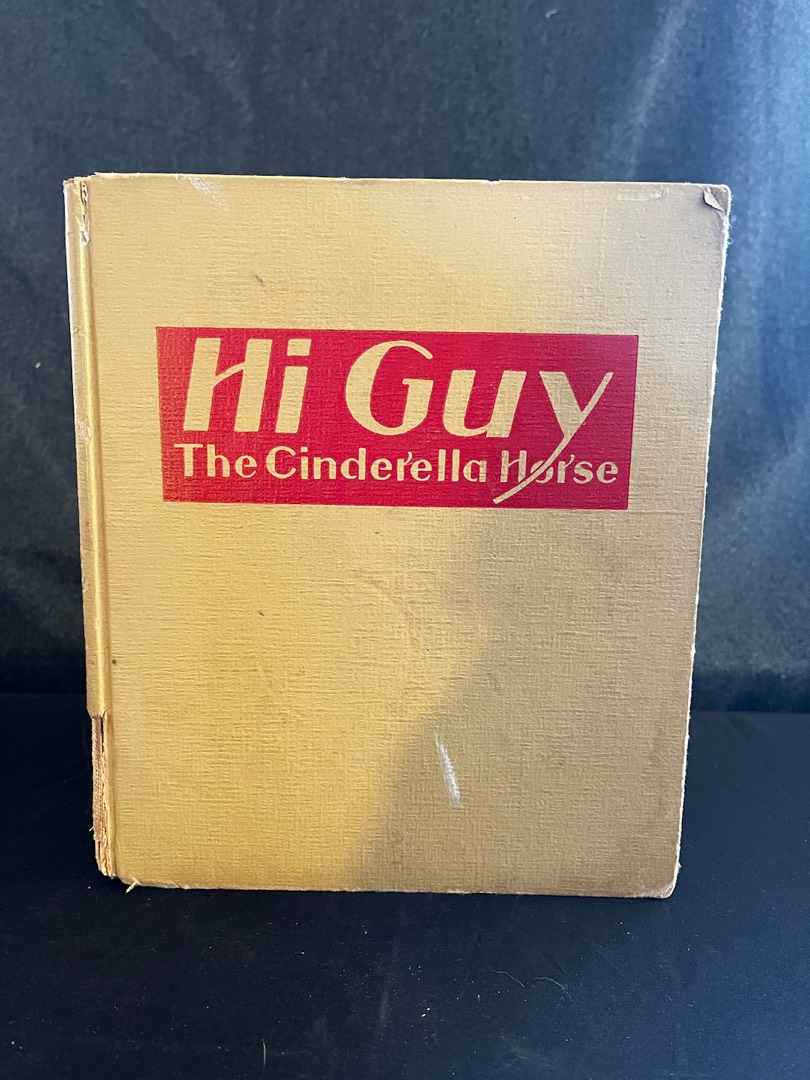 Hi Guy
The Cinderella Horse